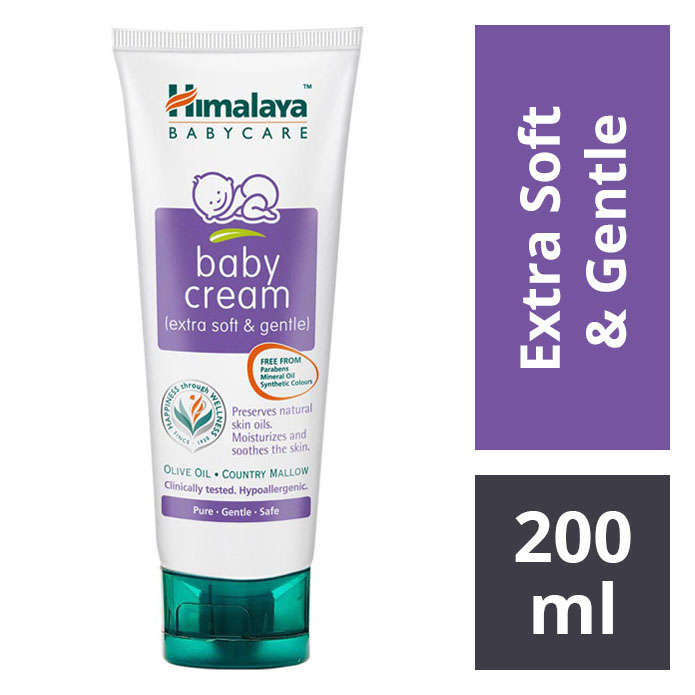 Himalaya™
BABYCARE
baby
cream
(extra soft & gentle)
FREE FROM
Parabens
Mineral Oil
Synthetic Colours
HAPPINESS through WELLNESS
SINCE - 1930
Preserves natural
skin oils.
Moisturizes and
soothes the skin.
OLIVE OIL • COUNTRY MALLOW
Clinically tested. Hypoallergenic.
Pure • Gentle • Safe
Extra Soft
& Gentle
200
ml